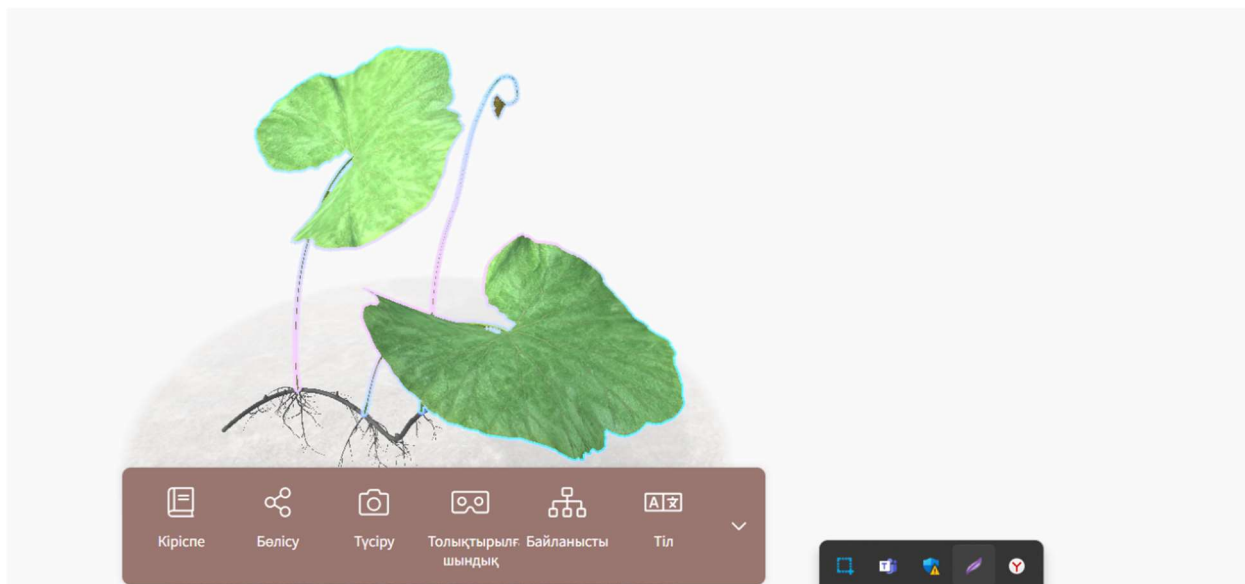 Кіріспе
Бөлісу
Түсіру
Толықтырылғ
шындық
Байланысты
Тіл